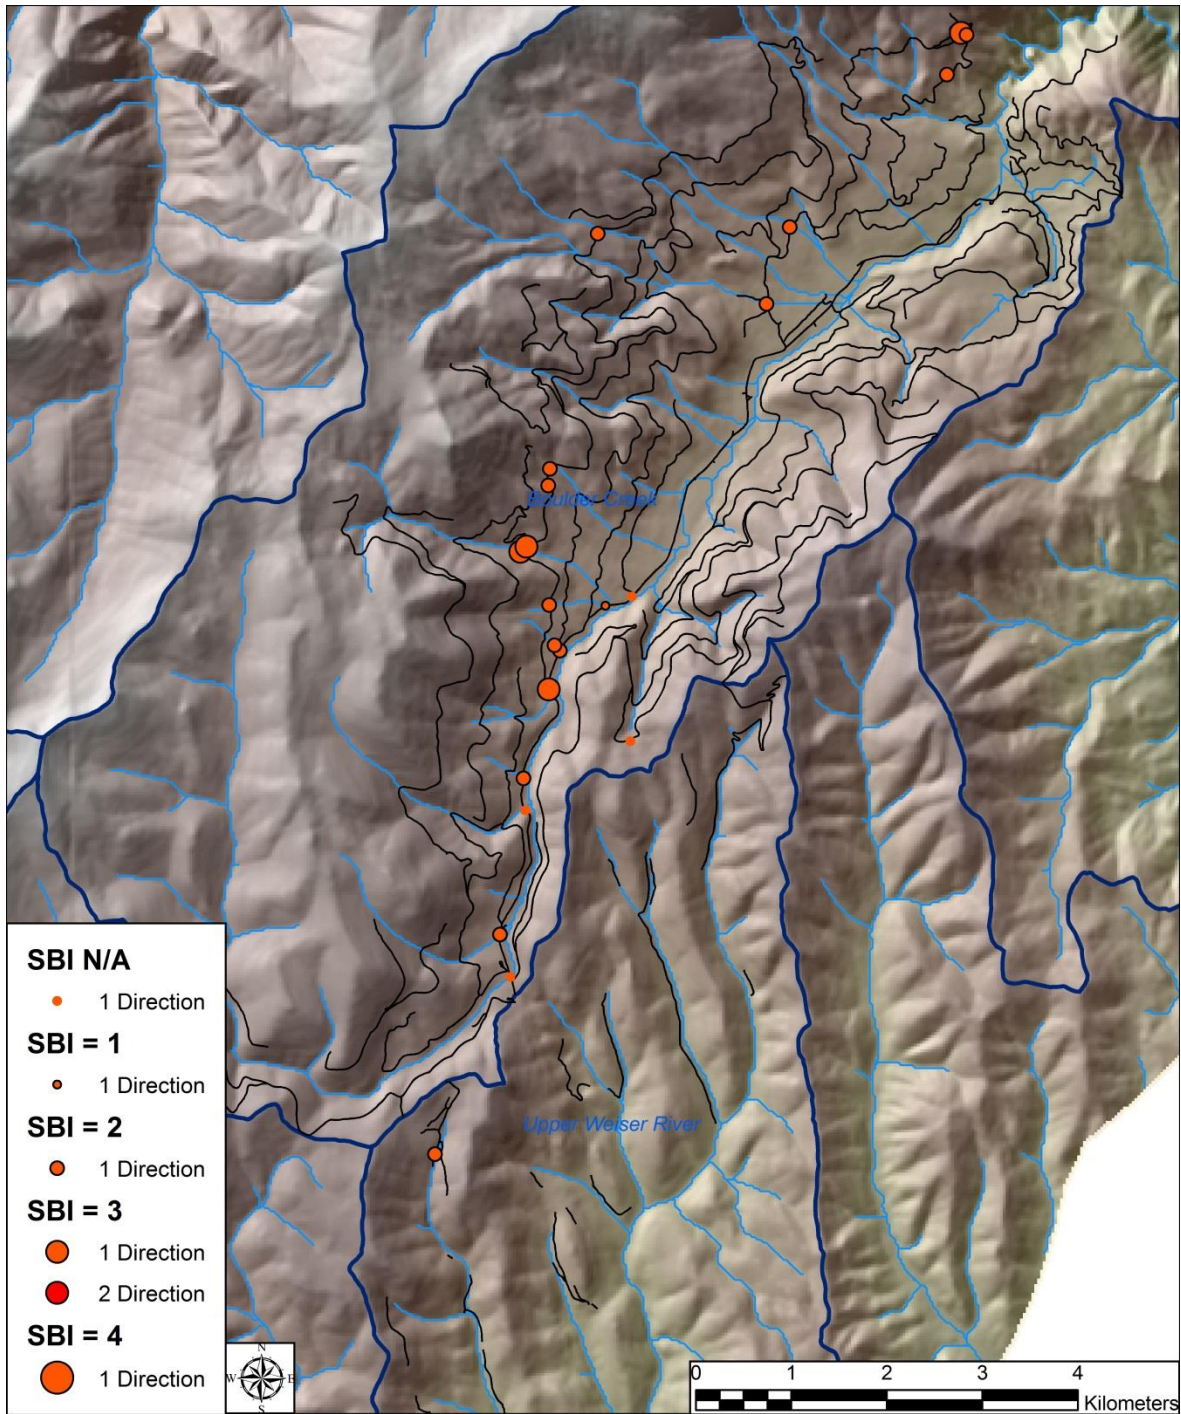 Boulder Creek
Upper Weiser River
SBI N/A
1 Direction
SBI = 1
1 Direction
SBI = 2
1 Direction
SBI = 3
1 Direction
2 Direction
SBI = 4
1 Direction
N
W E
S
0 1 2 3 4
Kilometers